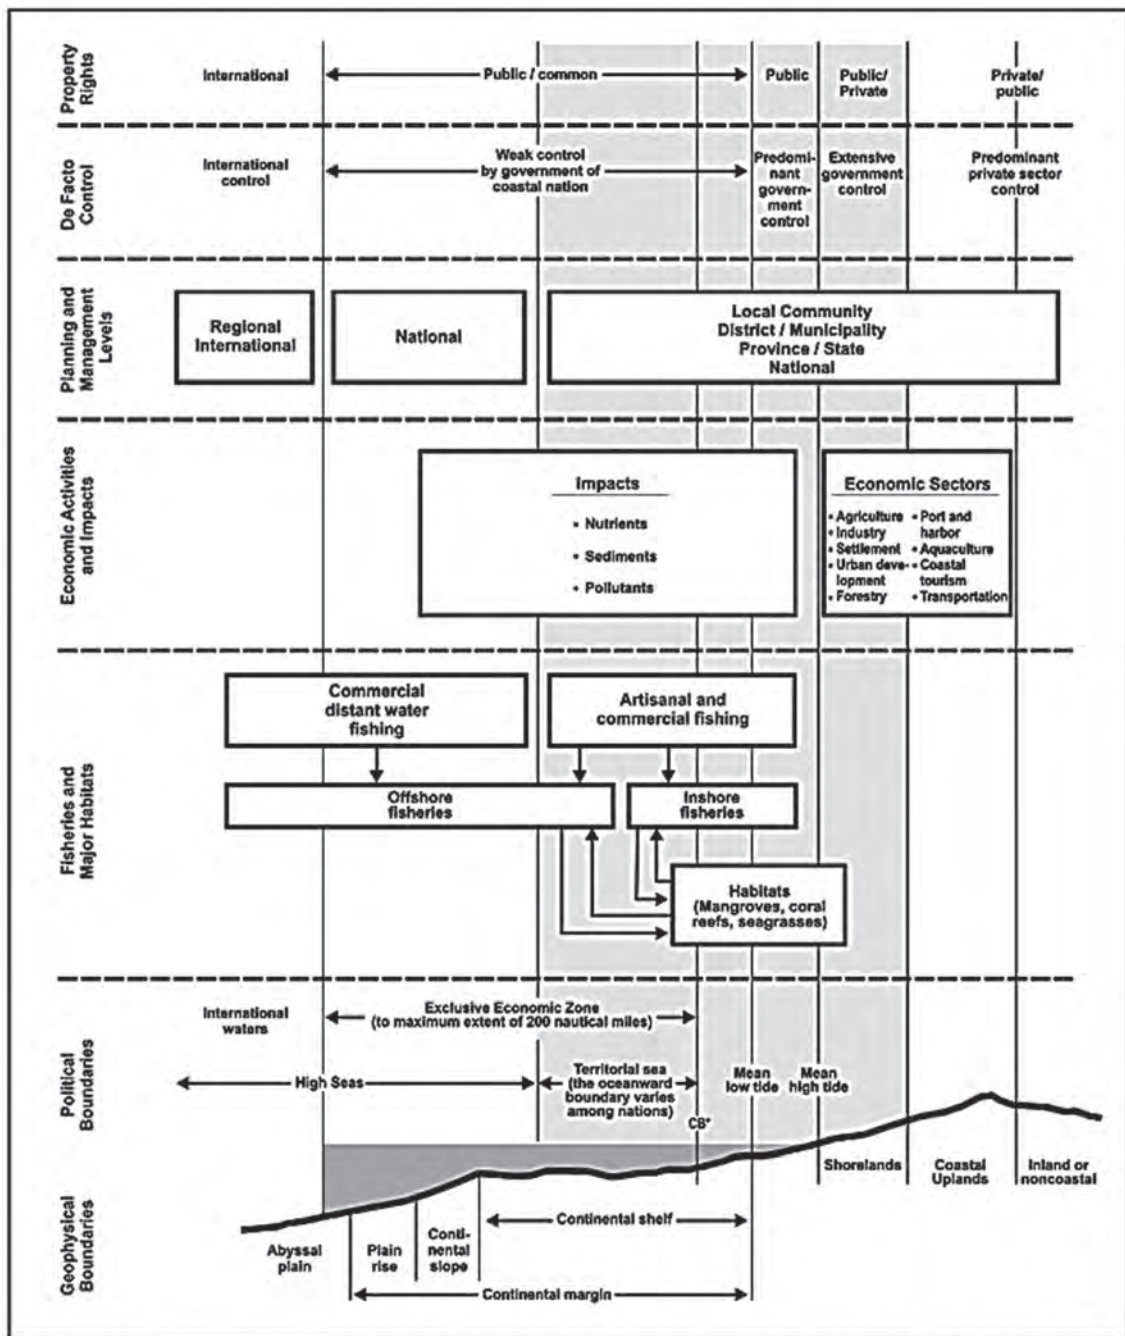 Property
Rights
International
Public / common
Public
Public/
Private
Private/
public
De Facto
Control
International
control
Weak control
by government of
coastal nation
Predomi-
nant
govern-
ment
control
Extensive
government
control
Predominant
private sector
control
Planning and
Management
Levels
Regional
International
National
Local Community
District / Municipality
Province / State
National
Economic Activities
and Impacts
Impacts
• Nutrients
• Sediments
• Pollutants
Economic Sectors
• Agriculture
• Industry
• Settlement
• Urban deve-
lopment
• Forestry
• Port and
harbor
• Aquaculture
• Coastal
tourism
• Transportation
Fisheries and
Major Habitats
Commercial
distant water
fishing
Artisanal and
commercial fishing
Offshore
fisheries
Inshore
fisheries
Habitats
(Mangroves, coral
reefs, seagrasses)
Political
Boundaries
International
waters
Exclusive Economic Zone
(to maximum extent of 200 nautical miles)
High Seas
Territorial sea
(the oceanward
boundary varies
among nations)
CB*
Mean
low tide
Mean
high tide
Geophysical
Boundaries
Shorelands
Coastal
Uplands
Inland or
noncoastal
Abyssal
plain
Plain
rise
Conti-
nental
slope
Continental shelf
Continental margin